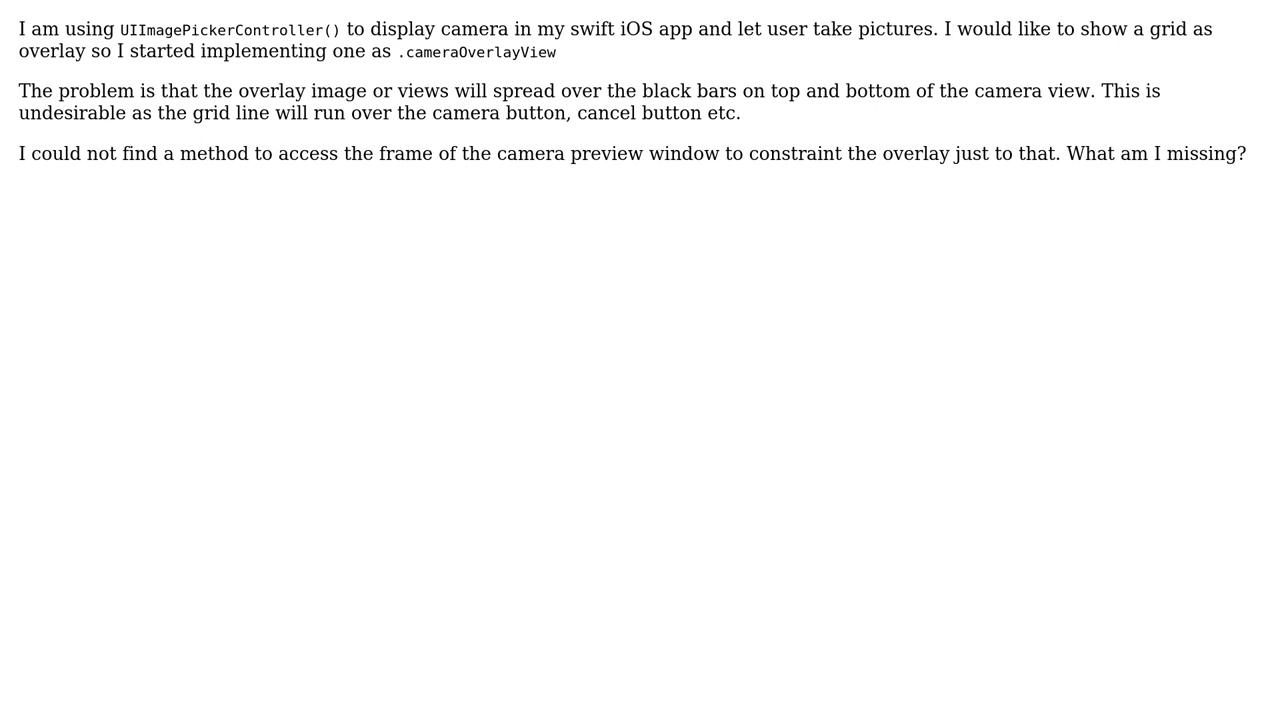 I am using UIImagePickerController() to display camera in my swift iOS app and let user take pictures. I would like to show a grid as
overlay so I started implementing one as .cameraOverlayView
The problem is that the overlay image or views will spread over the black bars on top and bottom of the camera view. This is
undesirable as the grid line will run over the camera button, cancel button etc.
I could not find a method to access the frame of the camera preview window to constraint the overlay just to that. What am I missing?